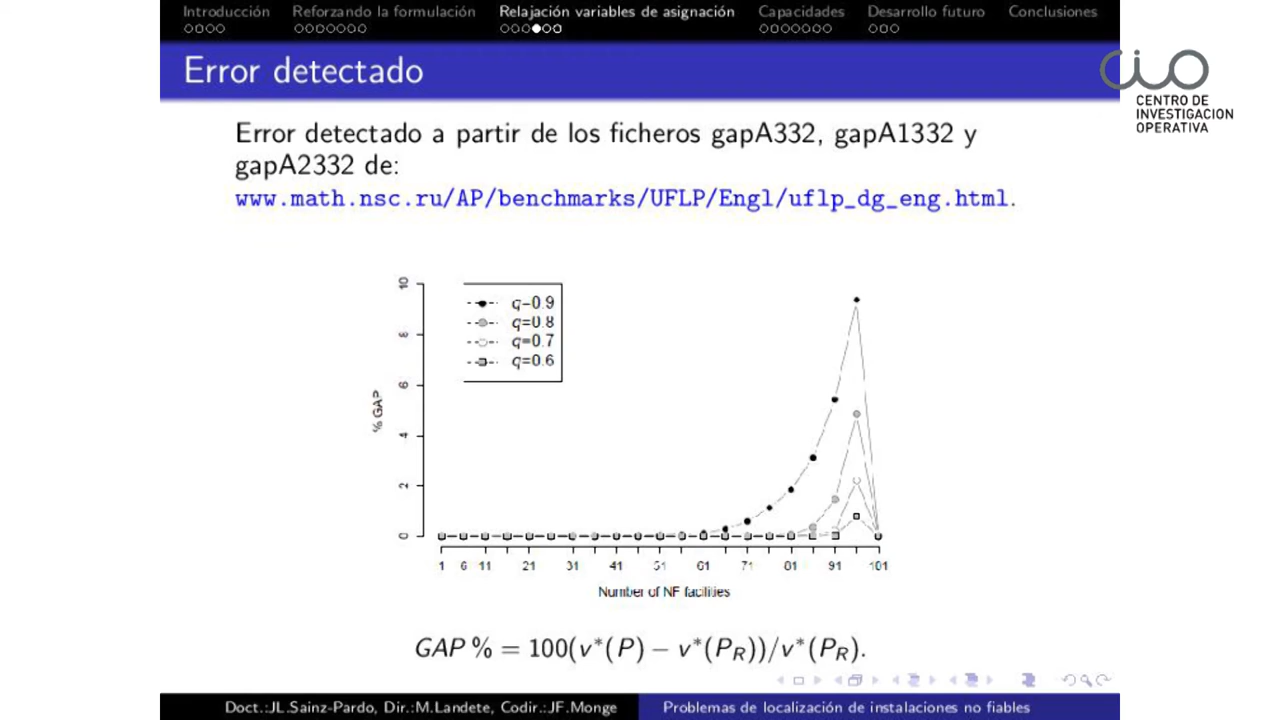 Introducción Reforzando la formulación Relajación variables de asignación Capacidades Desarrollo futuro Conclusiones
Error detectado
CIO
CENTRO DE
INVESTIGACION
OPERATIVA
Error detectado a partir de los ficheros gapA332, gapA1332 y
gapA2332 de:
www.math.nsc.ru/AP/benchmarks/UFLP/Engl/uflp_dg_eng.html.
q=0.9
q=0.8
q=0.7
q=0.6
% GAP
10
8
6
4
2
0
1 6 11 21 31 41 51 61 71 81 91 101
Number of NF facilities
GAP % = 100(v*(P) − v*(P_R))/v*(P_R).
Doct.:JL.Sainz-Pardo, Dir.:M.Landete, Codir.:JF.Monge Problemas de localización de instalaciones no fiables